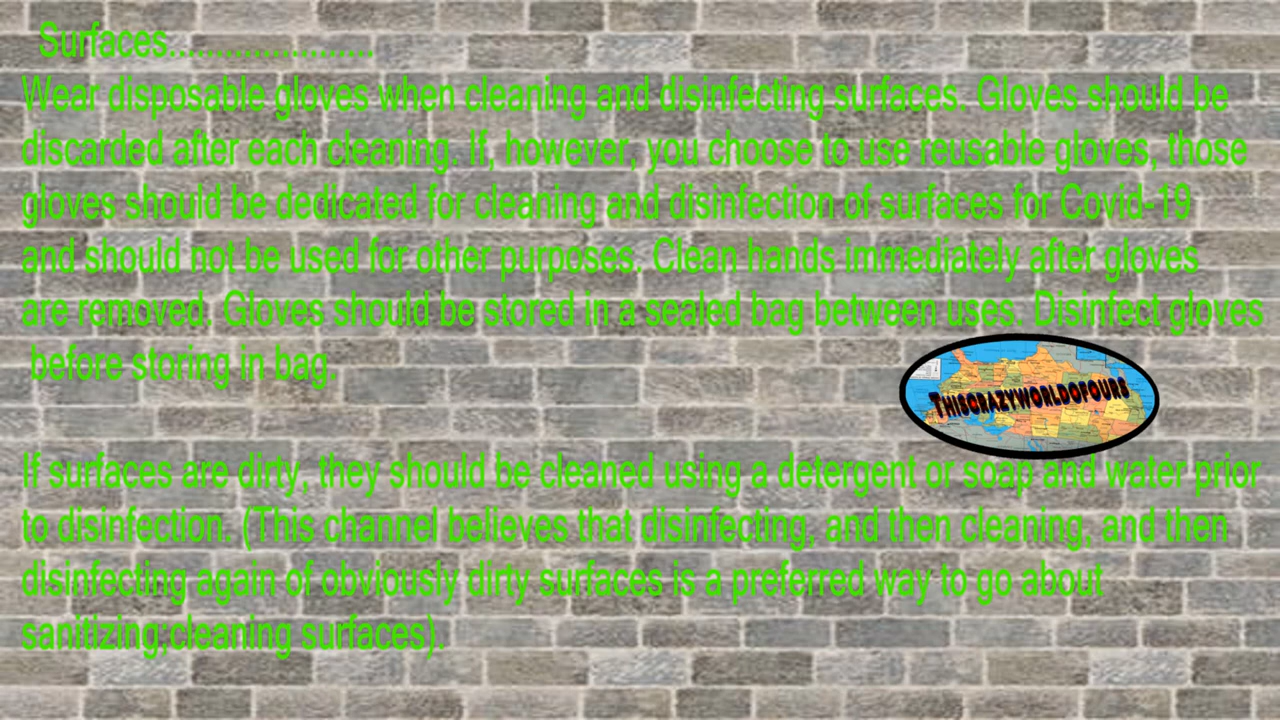 Surfaces......................
Wear disposable gloves when cleaning and disinfecting surfaces. Gloves should be
discarded after each cleaning. If, however, you choose to use reusable gloves, those
gloves should be dedicated for cleaning and disinfection of surfaces for Covid-19
and should not be used for other purposes. Clean hands immediately after gloves
are removed. Gloves should be stored in a sealed bag between uses. Disinfect gloves
before storing in bag.
THISCRAZYWORLDOFOURS
If surfaces are dirty, they should be cleaned using a detergent or soap and water prior
to disinfection. (This channel believes that disinfecting, and then cleaning, and then
disinfecting again of obviously dirty surfaces is a preferred way to go about
sanitizing;cleaning surfaces).